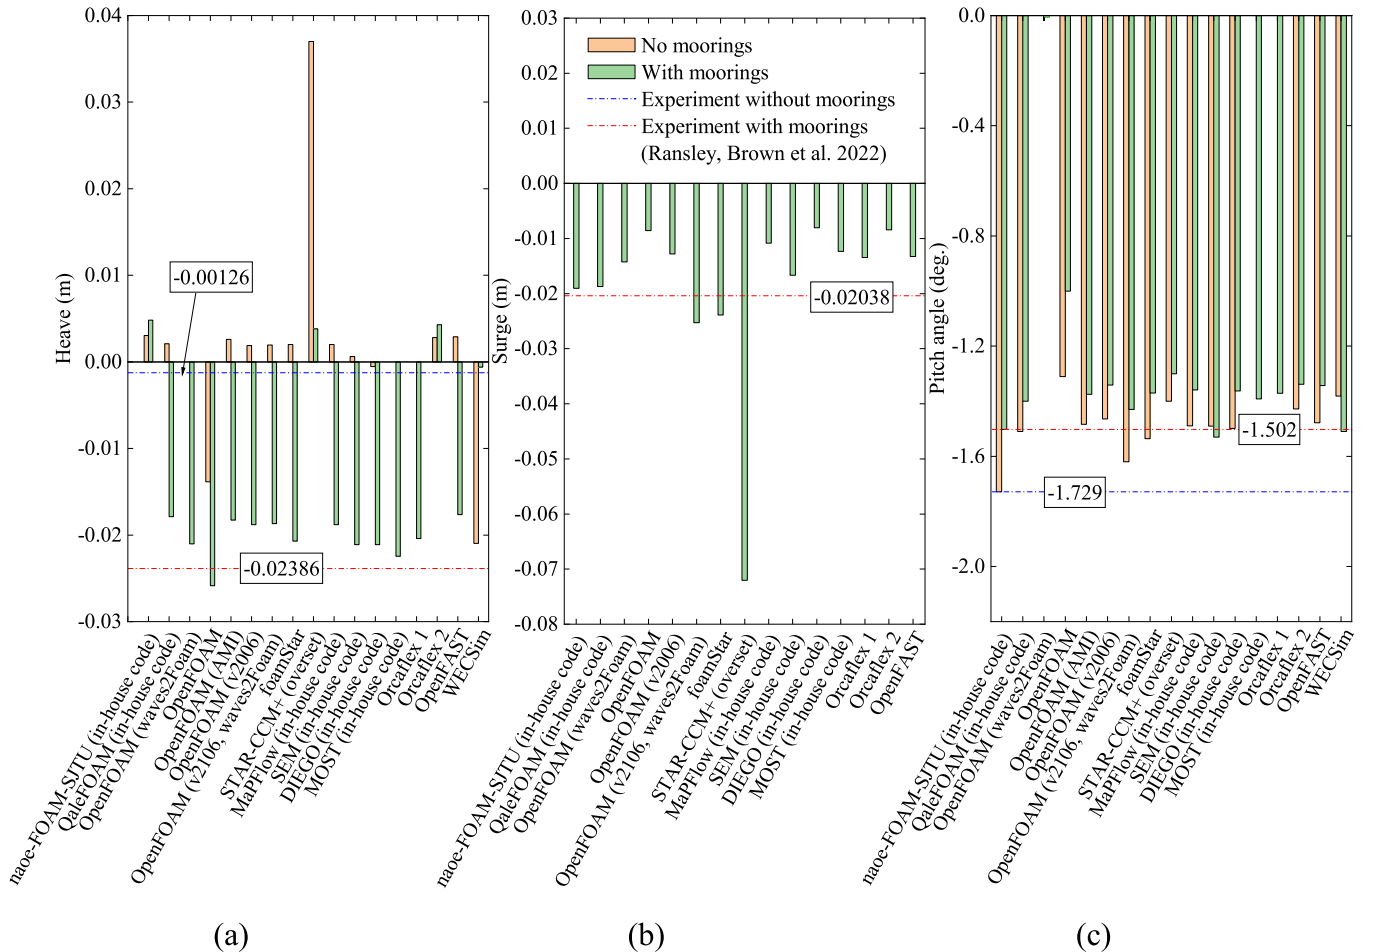 0.04
0.03
0.02
0.01
0.00
-0.01
-0.02
-0.03
Heave (m)
-0.00126
-0.02386
naoe-FOAM-SJTU (in-house code)
QaleFOAM (in-house code)
OpenFOAM (waves2Foam)
OpenFOAM
OpenFOAM (AMI)
OpenFOAM (v2006)
OpenFOAM (v2106, waves2Foam)
foamStar
STAR-CCM+ (overset)
MaPFlow (in-house code)
SEM (in-house code)
DIEGO (in-house code)
MOST (in-house code)
Orcaflex 1
Orcaflex 2
OpenFAST
WECSim
(a)
0.03
0.02
0.01
0.00
-0.01
-0.02
-0.03
-0.04
-0.05
-0.06
-0.07
-0.08
Surge (m)
No moorings
With moorings
Experiment without moorings
Experiment with moorings
(Ransley, Brown et al. 2022)
-0.02038
naoe-FOAM-SJTU (in-house code)
QaleFOAM (in-house code)
OpenFOAM (waves2Foam)
OpenFOAM
OpenFOAM (v2006)
OpenFOAM (v2106, waves2Foam)
foamStar
STAR-CCM+ (overset)
MaPFlow (in-house code)
SEM (in-house code)
DIEGO (in-house code)
MOST (in-house code)
Orcaflex 1
Orcaflex 2
OpenFAST
(b)
0.0
-0.4
-0.8
-1.2
-1.6
-2.0
Pitch angle (deg.)
-1.502
-1.729
naoe-FOAM-SJTU (in-house code)
QaleFOAM (in-house code)
OpenFOAM (waves2Foam)
OpenFOAM
OpenFOAM (AMI)
OpenFOAM (v2006)
OpenFOAM (v2106, waves2Foam)
foamStar
STAR-CCM+ (overset)
MaPFlow (in-house code)
SEM (in-house code)
DIEGO (in-house code)
MOST (in-house code)
Orcaflex 1
Orcaflex 2
OpenFAST
WECSim
(c)